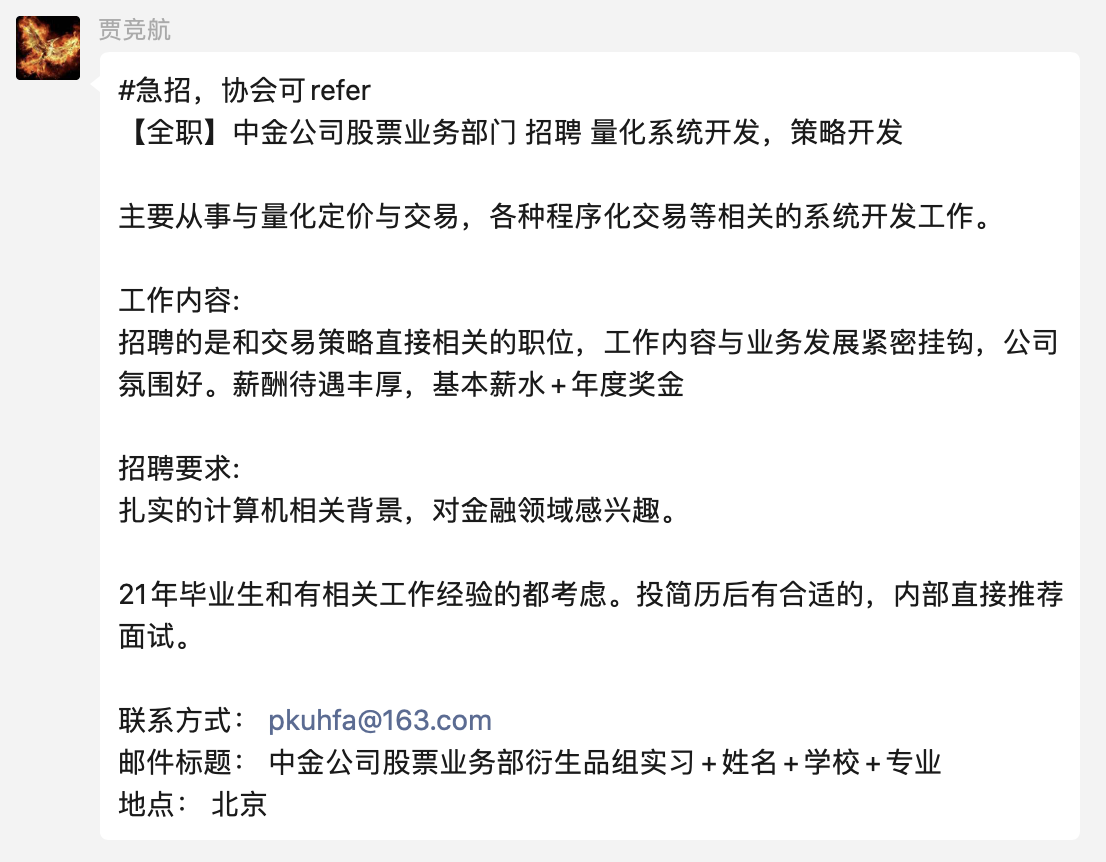 贾竞航
#急招，协会可refer
【全职】中金公司股票业务部门 招聘 量化系统开发，策略开发
主要从事与量化定价与交易，各种程序化交易等相关的系统开发工作。
工作内容:
招聘的是和交易策略直接相关的职位，工作内容与业务发展紧密挂钩，公司
氛围好。薪酬待遇丰厚，基本薪水+年度奖金
招聘要求:
扎实的计算机相关背景，对金融领域感兴趣。
21年毕业生和有相关工作经验的都考虑。投简历后有合适的，内部直接推荐
面试。
联系方式： pkuhfa@163.com
邮件标题： 中金公司股票业务部衍生品组实习+姓名+学校+专业
地点： 北京